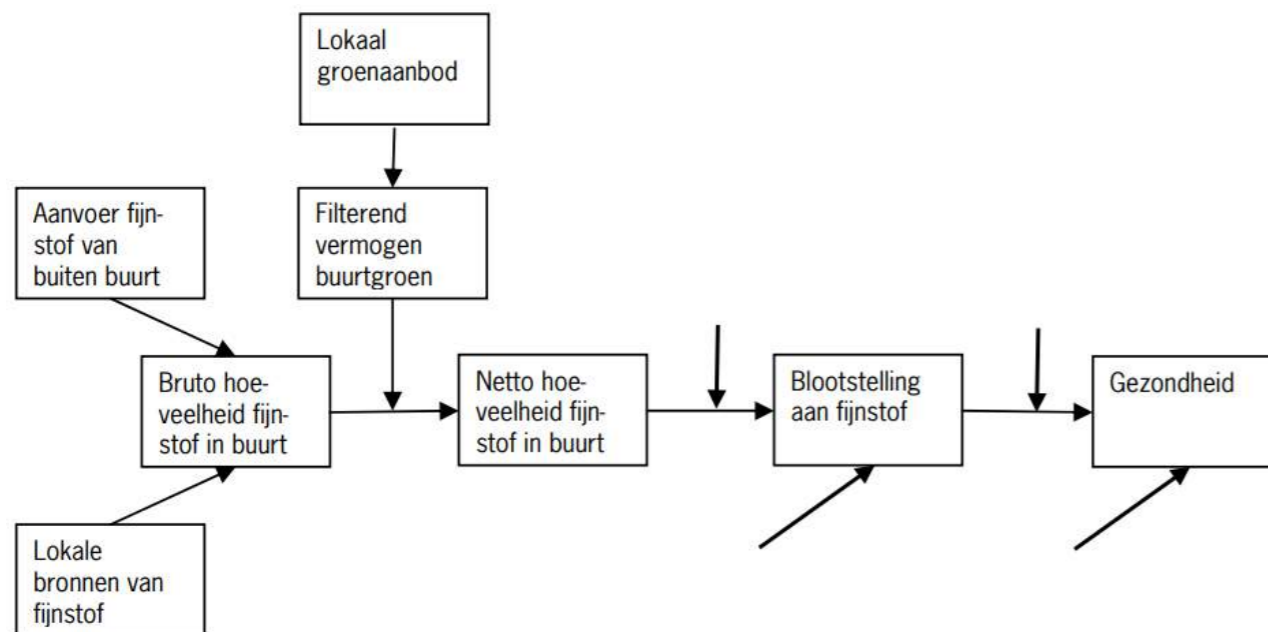 Lokaal
groenaanbod
Aanvoer fijn-
stof van
buiten buurt
Filterend
vermogen
buurtgroen
Bruto hoe-
veelheid fijn-
stof in buurt
Netto hoe-
veelheid fijn-
stof in buurt
Blootstelling
aan fijnstof
Gezondheid
Lokale
bronnen van
fijnstof